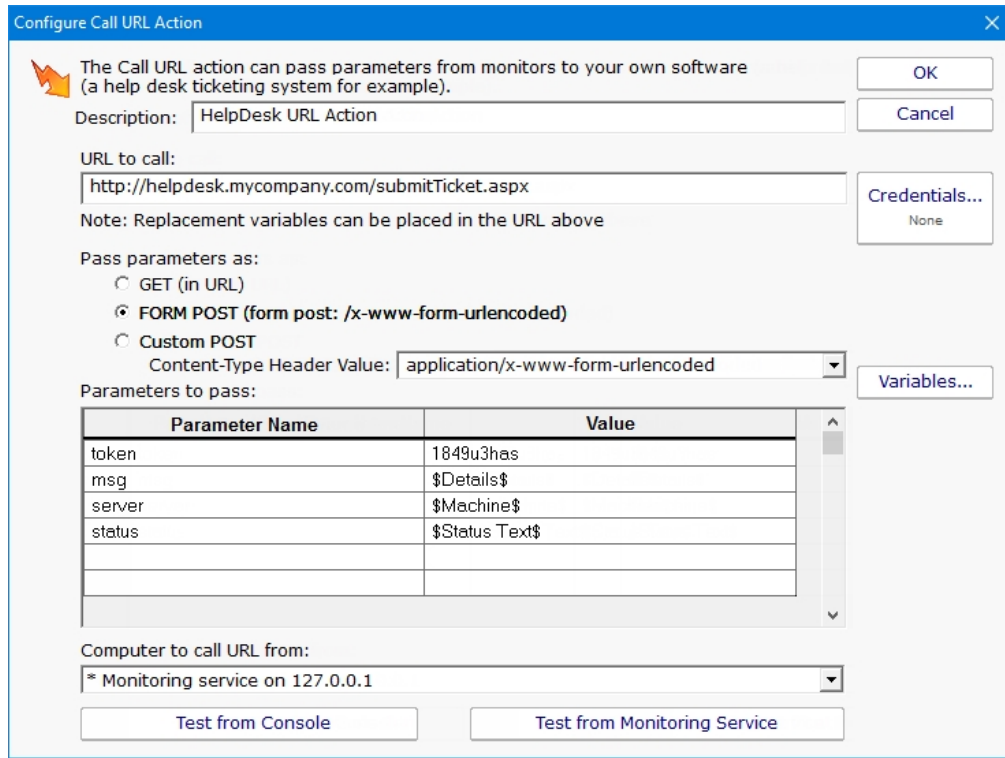 Configure Call URL Action
The Call URL action can pass parameters from monitors to your own software
(a help desk ticketing system for example).
OK
Description: HelpDesk URL Action
Cancel
URL to call:
http://helpdesk.mycompany.com/submitTicket.aspx
Credentials...
None
Note: Replacement variables can be placed in the URL above
Pass parameters as:
GET (in URL)
FORM POST (form post: /x-www-form-urlencoded)
Custom POST
Content-Type Header Value: application/x-www-form-urlencoded
Variables...
Parameters to pass:
Parameter Name Value
token 1849u3has
msg $Details$
server $Machine$
status $Status Text$
Computer to call URL from:
* Monitoring service on 127.0.0.1
Test from Console Test from Monitoring Service